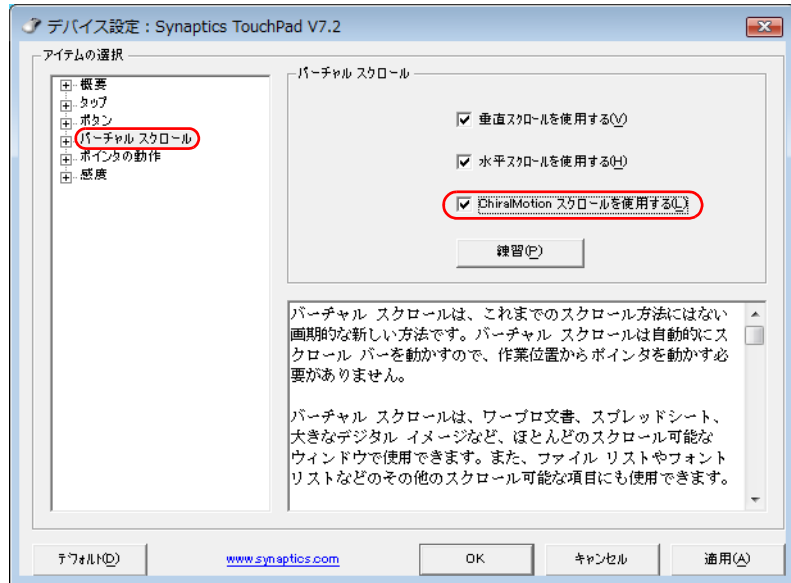 デバイス設定：Synaptics TouchPad V7.2
アイテムの選択
概要
タップ
ボタン
バーチャル スクロール
ポインタの動作
感度
バーチャル スクロール
垂直スクロールを使用する(V)
水平スクロールを使用する(H)
ChiralMotion スクロールを使用する(L)
練習(P)
バーチャル スクロールは、これまでのスクロール方法にはない
画期的な新しい方法です。バーチャル スクロールは自動的にス
クロール バーを動かすので、作業位置からポインタを動かす必
要がありません。
バーチャル スクロールは、ワープロ文書、スプレッドシート、
大きなデジタル イメージなど、ほとんどのスクロール可能な
ウィンドウで使用できます。また、ファイル リストやフォント
リストなどのその他のスクロール可能な項目にも使用できます。
デフォルト(D)
www.synaptics.com
OK
キャンセル
適用(A)